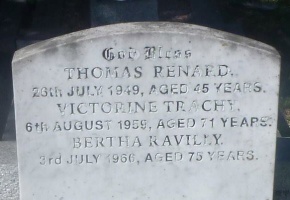 God Bless
THOMAS RENARD.
28th JULY 1949, AGED 45 YEARS.
VICTORINE TRACHY.
6th AUGUST 1959, AGED 71 YEARS.
BERTHA RAVILLY.
3rd JULY 1966, AGED 75 YEARS.